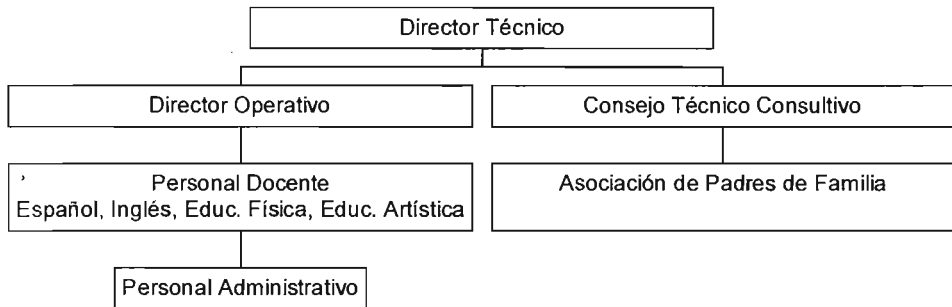 Director Técnico
Director Operativo
Consejo Técnico Consultivo
Personal Docente
Español, Inglés, Educ. Física, Educ. Artística
Asociación de Padres de Familia
Personal Administrativo